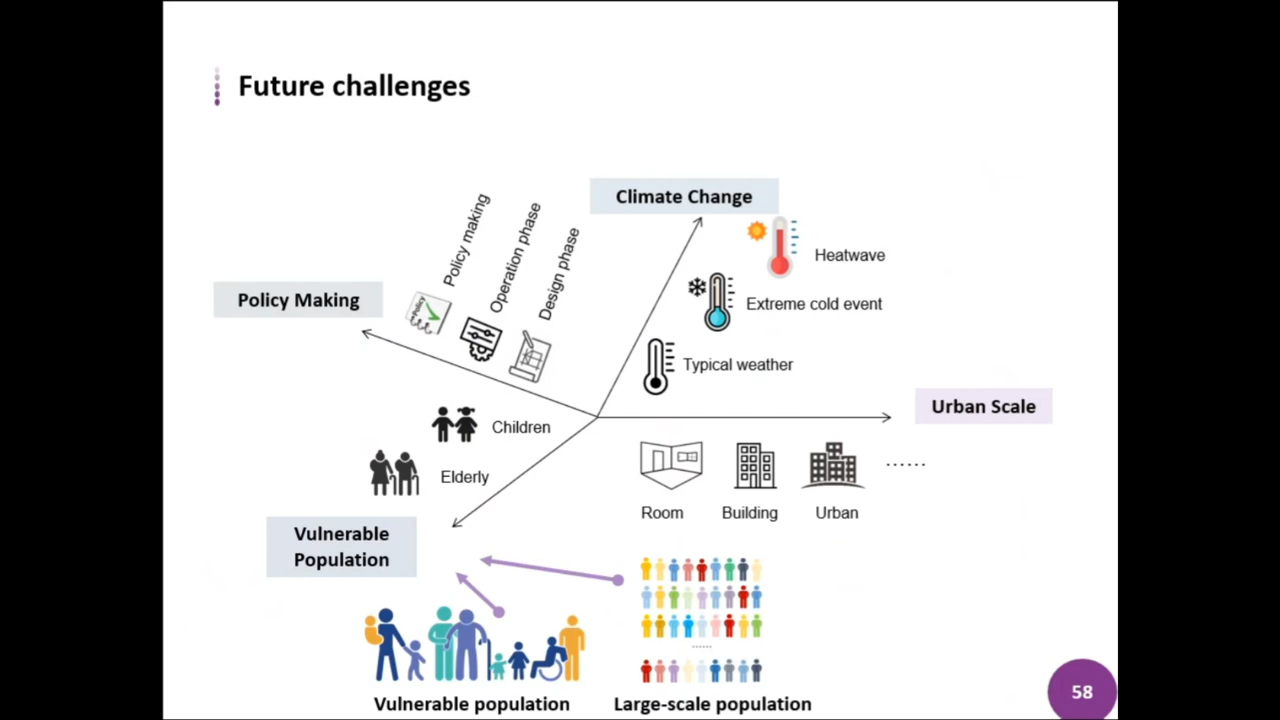 Future challenges
Climate Change
Policy making
Operation phase
Design phase
Policy
Heatwave
Policy Making
Extreme cold event
Typical weather
Urban Scale
Children
Elderly
......
Room
Building
Urban
Vulnerable
Population
......
Vulnerable population
Large-scale population
58